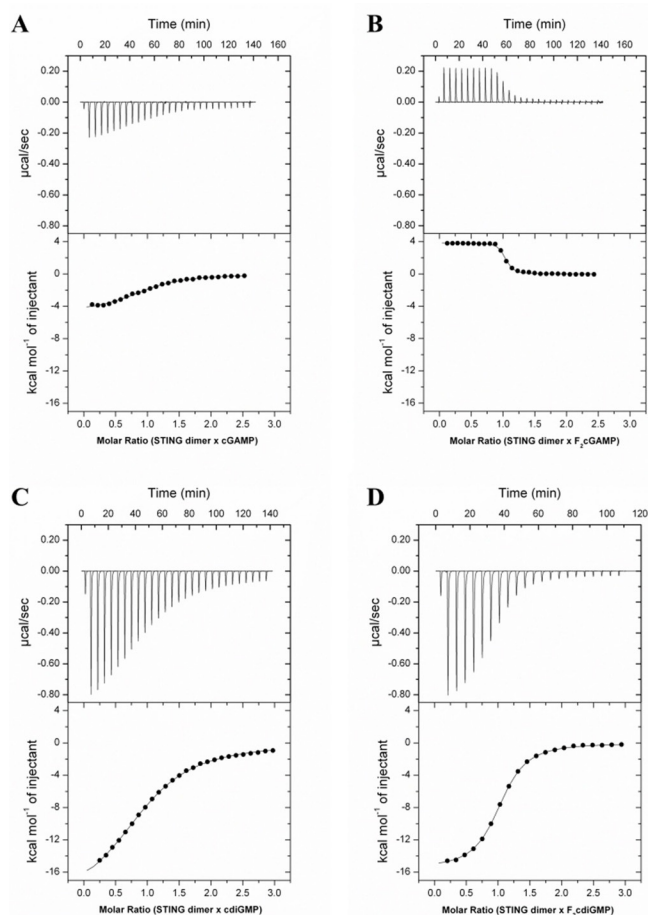 A
Time (min)
0 20 40 60 80 100 120 140
0.20
0.00
-0.20
-0.40
-0.60
-0.80
µcal/sec
4
0
-4
-8
-12
-16
kcal mol⁻¹ of injectant
0.0 0.5 1.0 1.5 2.0 2.5 3.0
Molar Ratio (STING dimer x cGAMP)
B
Time (min)
0 20 40 60 80 100 120 140 160
0.20
0.00
-0.20
-0.40
-0.60
-0.80
µcal/sec
4
0
-4
-8
-12
-16
kcal mol⁻¹ of injectant
0.0 0.5 1.0 1.5 2.0 2.5 3.0
Molar Ratio (STING dimer x F₂cGAMP)
C
Time (min)
0 20 40 60 80 100 120 140
0.20
0.00
-0.20
-0.40
-0.60
-0.80
µcal/sec
4
0
-4
-8
-12
-16
kcal mol⁻¹ of injectant
0.0 0.5 1.0 1.5 2.0 2.5 3.0
Molar Ratio (STING dimer x cdiGMP)
D
Time (min)
0 20 40 60 80 100 120
0.20
0.00
-0.20
-0.40
-0.60
-0.80
µcal/sec
4
0
-4
-8
-12
-16
kcal mol⁻¹ of injectant
0.0 0.5 1.0 1.5 2.0 2.5 3.0
Molar Ratio (STING dimer x F₂cdiGMP)